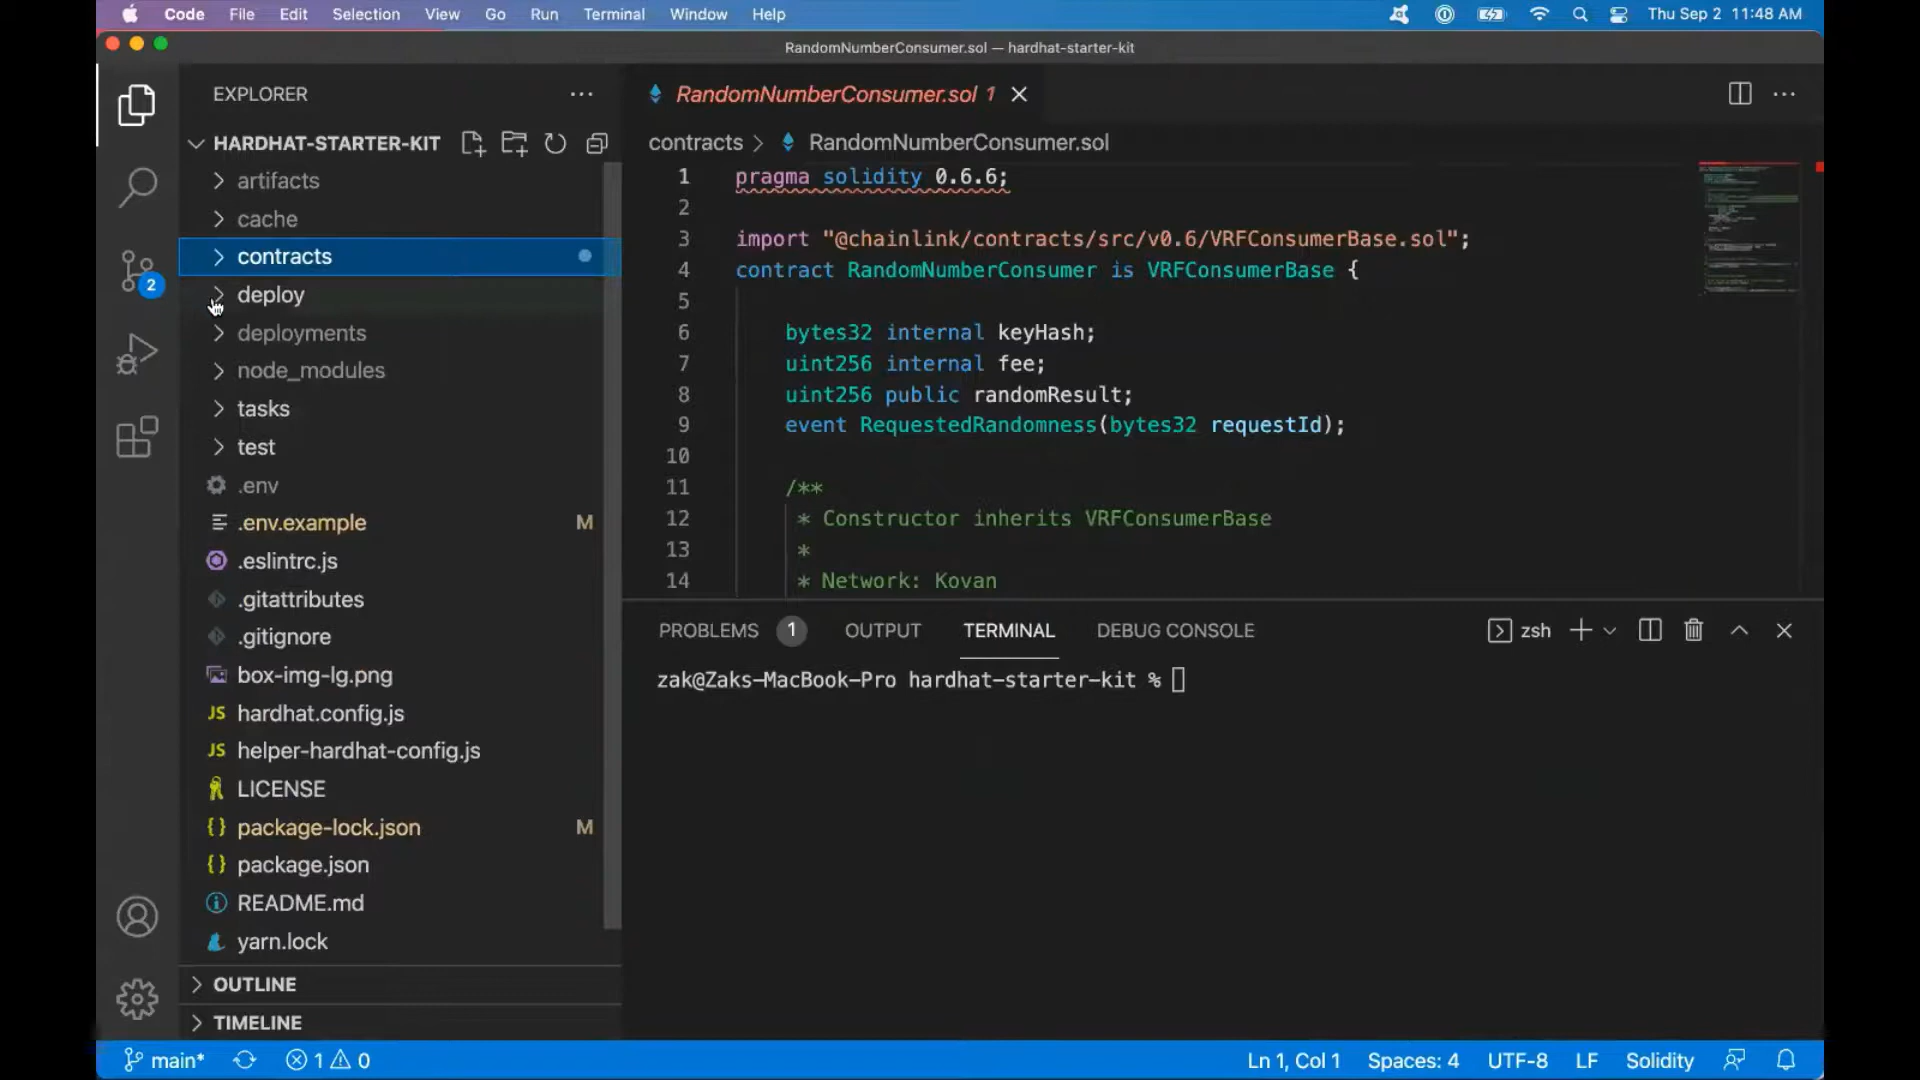 Code File Edit Selection View Go Run Terminal Window Help Thu Sep 2 11:48 AM
RandomNumberConsumer.sol — hardhat-starter-kit
EXPLORER
HARDHAT-STARTER-KIT
artifacts
cache
contracts
deploy
deployments
node_modules
tasks
test
.env
.env.example M
.eslintrc.js
.gitattributes
.gitignore
box-img-lg.png
JS hardhat.config.js
JS helper-hardhat-config.js
LICENSE
{} package-lock.json M
{} package.json
README.md
yarn.lock
OUTLINE
TIMELINE
2
RandomNumberConsumer.sol 1
contracts > RandomNumberConsumer.sol
1 pragma solidity 0.6.6;
2
3 import "@chainlink/contracts/src/v0.6/VRFConsumerBase.sol";
4 contract RandomNumberConsumer is VRFConsumerBase {
5
6 bytes32 internal keyHash;
7 uint256 internal fee;
8 uint256 public randomResult;
9 event RequestedRandomness(bytes32 requestId);
10
11 /**
12 * Constructor inherits VRFConsumerBase
13 *
14 * Network: Kovan
PROBLEMS 1 OUTPUT TERMINAL DEBUG CONSOLE zsh
zak@Zaks-MacBook-Pro hardhat-starter-kit %
main* 1 0 Ln 1, Col 1 Spaces: 4 UTF-8 LF Solidity